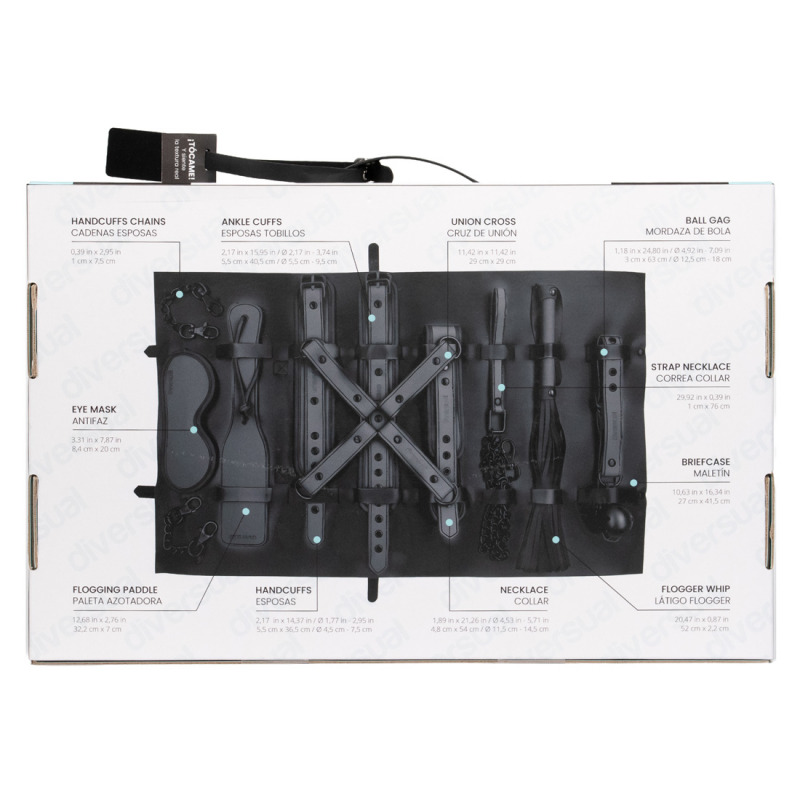 ¡TÓCAME!
Y siente
la textura real
HANDCUFFS CHAINS
CADENAS ESPOSAS
0,39 in x 2,95 in
1 cm x 7,5 cm
ANKLE CUFFS
ESPOSAS TOBILLOS
2,17 in x 15,95 in / Ø 2,17 in - 3,74 in
5,5 cm x 40,5 cm / Ø 5,5 cm - 9,5 cm
UNION CROSS
CRUZ DE UNIÓN
11,42 in x 11,42 in
29 cm x 29 cm
BALL GAG
MORDAZA DE BOLA
1,18 in x 24,80 in / Ø 4,92 in - 7,09 in
3 cm x 63 cm / Ø 12,5 cm - 18 cm
STRAP NECKLACE
CORREA COLLAR
29,92 in x 0,39 in
1 cm x 76 cm
EYE MASK
ANTIFAZ
3,31 in x 7,87 in
8,4 cm x 20 cm
BRIEFCASE
MALETÍN
10,63 in x 16,34 in
27 cm x 41,5 cm
FLOGGING PADDLE
PALETA AZOTADORA
12,68 in x 2,76 in
32,2 cm x 7 cm
HANDCUFFS
ESPOSAS
2,17 in x 14,37 in / Ø 1,77 in - 2,95 in
5,5 cm x 36,5 cm / Ø 4,5 cm - 7,5 cm
NECKLACE
COLLAR
1,89 in x 21,26 in / Ø 4,53 in - 5,71 in
4,8 cm x 54 cm / Ø 11,5 cm - 14,5 cm
FLOGGER WHIP
LÁTIGO FLOGGER
20,47 in x 0,87 in
52 cm x 2,2 cm
diversual